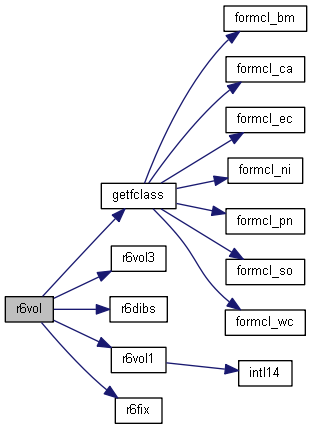 formcl_bm
formcl_ca
formcl_ec
formcl_ni
getfclass
formcl_pn
r6vol3
formcl_so
r6vol
r6dibs
formcl_wc
r6vol1
intl14
r6fix